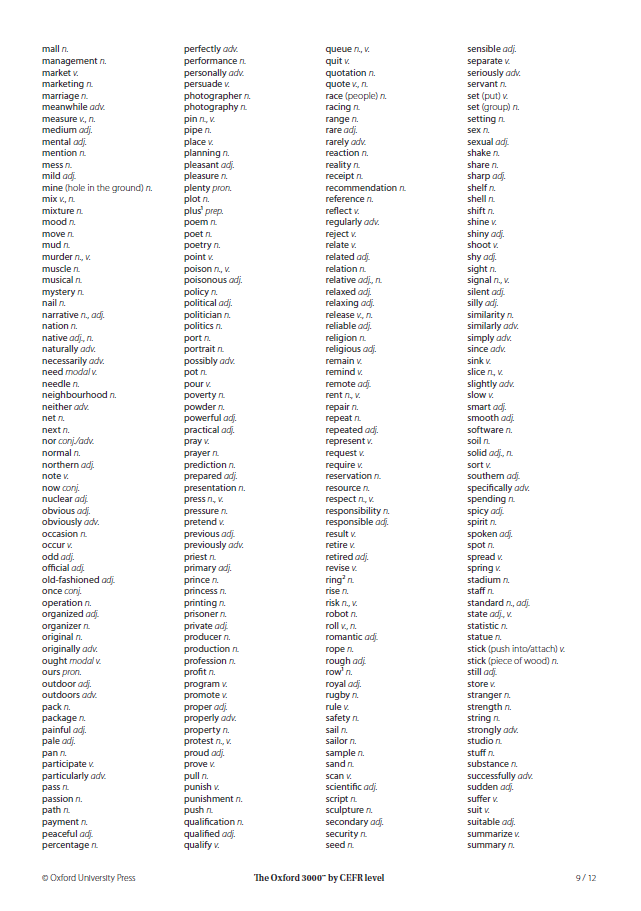 mall n.
management n.
market v.
marketing n.
marriage n.
meanwhile adv.
measure v., n.
medium adj.
mental adj.
mention n.
mess n.
mild adj.
mine (hole in the ground) n.
mix v., n.
mixture n.
mood n.
move n.
mud n.
murder n., v.
muscle n.
musical n.
mystery n.
nail n.
narrative n., adj.
nation n.
native adj., n.
naturally adv.
necessarily adv.
need modal v.
needle n.
neighbourhood n.
neither adv.
net n.
next n.
nor conj./adv.
normal n.
northern adj.
note v.
now conj.
nuclear adj.
obvious adj.
obviously adv.
occasion n.
occur v.
odd adj.
official adj.
old-fashioned adj.
once conj.
operation n.
organized adj.
organizer n.
original n.
originally adv.
ought modal v.
ours pron.
outdoor adj.
outdoors adv.
pack n.
package n.
painful adj.
pale adj.
pan n.
participate v.
particularly adv.
pass n.
passion n.
path n.
payment n.
peaceful adj.
percentage n.
perfectly adv.
performance n.
personally adv.
persuade v.
photographer n.
photography n.
pin n., v.
pipe n.
place v.
planning n.
pleasant adj.
pleasure n.
plenty pron.
plot n.
plus¹ prep.
poem n.
poet n.
poetry n.
point v.
poison n., v.
poisonous adj.
policy n.
political adj.
politician n.
politics n.
port n.
portrait n.
possibly adv.
pot n.
pour v.
poverty n.
powder n.
powerful adj.
practical adj.
pray v.
prayer n.
prediction n.
prepared adj.
presentation n.
press n., v.
pressure n.
pretend v.
previous adj.
previously adv.
priest n.
primary adj.
prince n.
princess n.
printing n.
prisoner n.
private adj.
producer n.
production n.
profession n.
profit n.
program v.
promote v.
proper adj.
properly adv.
property n.
protest n., v.
proud adj.
prove v.
pull n.
punish v.
punishment n.
push n.
qualification n.
qualified adj.
qualify v.
queue n., v.
quit v.
quotation n.
quote v., n.
race (people) n.
racing n.
range n.
rare adj.
rarely adv.
reaction n.
reality n.
receipt n.
recommendation n.
reference n.
reflect v.
regularly adv.
reject v.
relate v.
related adj.
relation n.
relative adj., n.
relaxed adj.
relaxing adj.
release v., n.
reliable adj.
religion n.
religious adj.
remain v.
remind v.
remote adj.
rent n., v.
repair n.
repeat n.
repeated adj.
represent v.
request v.
require v.
reservation n.
resource n.
respect n., v.
responsibility n.
responsible adj.
result v.
retire v.
retired adj.
revise v.
ring² n.
rise n.
risk n., v.
robot n.
roll v., n.
romantic adj.
rope n.
rough adj.
row¹ n.
royal adj.
rugby n.
rule v.
safety n.
sail n.
sailor n.
sample n.
sand n.
scan v.
scientific adj.
script n.
sculpture n.
secondary adj.
security n.
seed n.
sensible adj.
separate v.
seriously adv.
servant n.
set (put) v.
set (group) n.
setting n.
sex n.
sexual adj.
shake n.
share n.
sharp adj.
shelf n.
shell n.
shift n.
shine v.
shiny adj.
shoot v.
shy adj.
sight n.
signal n., v.
silent adj.
silly adj.
similarity n.
similarly adv.
simply adv.
since adv.
sink v.
slice n., v.
slightly adv.
slow v.
smart adj.
smooth adj.
software n.
soil n.
solid adj., n.
sort v.
southern adj.
specifically adv.
spending n.
spicy adj.
spirit n.
spoken adj.
spot n.
spread v.
spring v.
stadium n.
staff n.
standard n., adj.
state adj., v.
statistic n.
statue n.
stick (push into/attach) v.
stick (piece of wood) n.
still adj.
store v.
stranger n.
strength n.
string n.
strongly adv.
studio n.
stuff n.
substance n.
successfully adv.
sudden adj.
suffer v.
suit v.
suitable adj.
summarize v.
summary n.
© Oxford University Press
The Oxford 3000™ by CEFR level
9 / 12